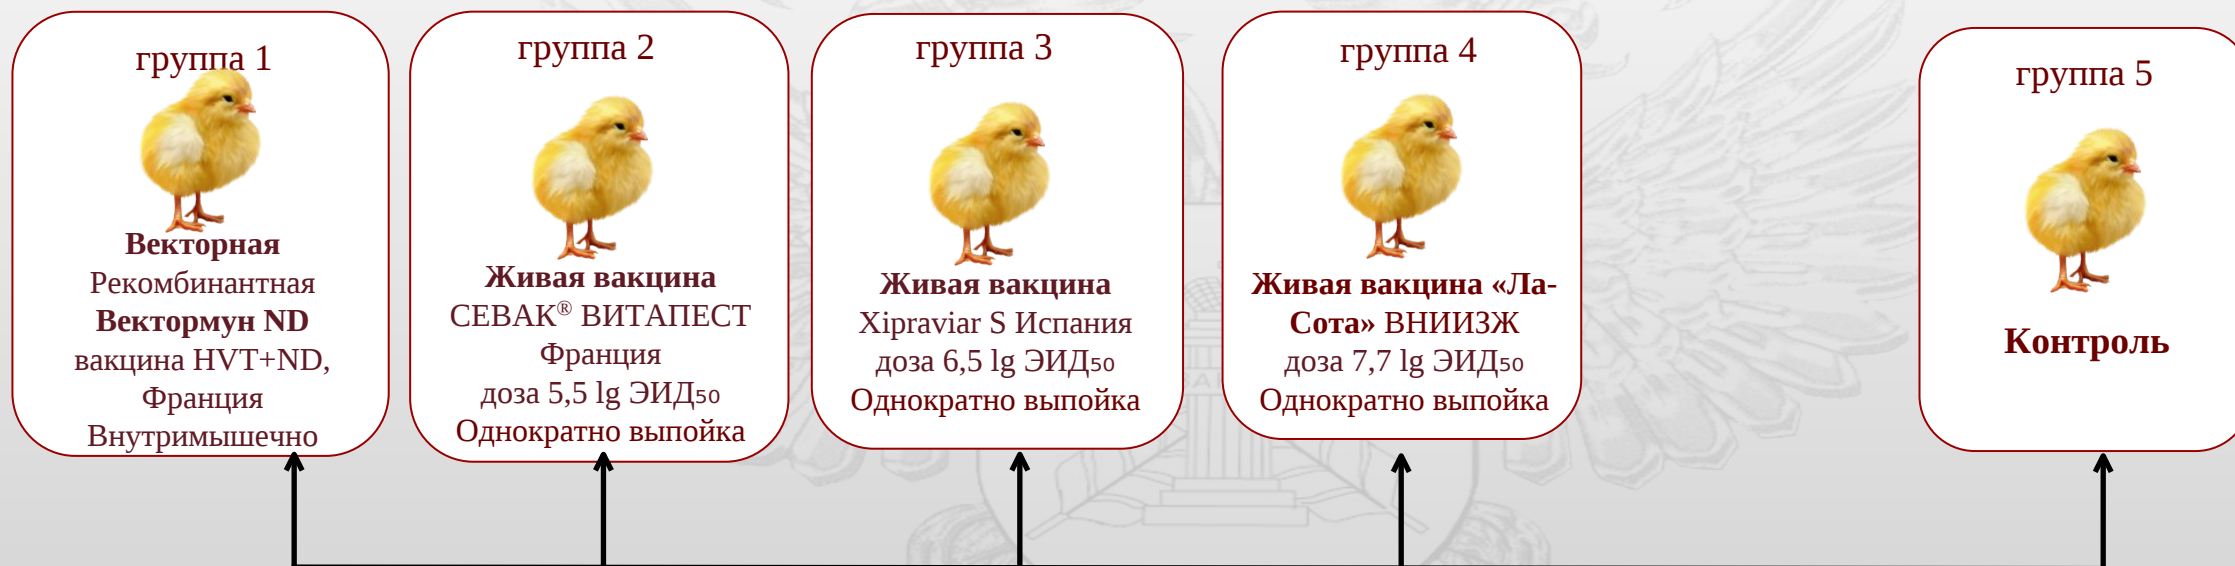 группа 1
Векторная
Рекомбинантная
Вектормун ND
вакцина HVT+ND,
Франция
Внутримышечно
группа 2
Живая вакцина
СЕВАК® ВИТАПЕСТ
Франция
доза 5,5 lg ЭИД₅₀
Однократно выпойка
группа 3
Живая вакцина
Xipraviar S Испания
доза 6,5 lg ЭИД₅₀
Однократно выпойка
группа 4
Живая вакцина «Ла-
Сота» ВНИИЗЖ
доза 7,7 lg ЭИД₅₀
Однократно выпойка
группа 5
Контроль